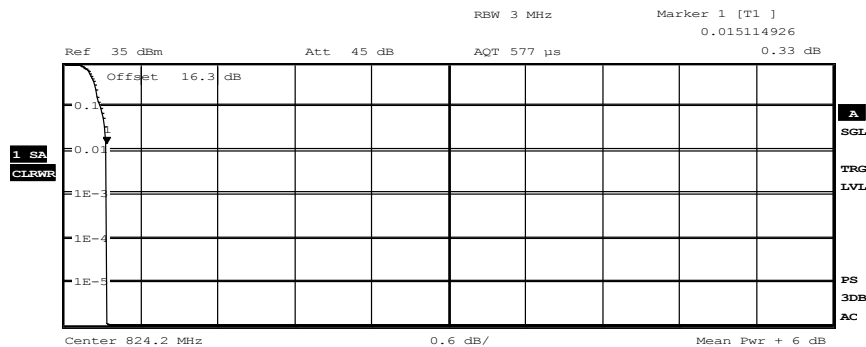 RBW 3 MHz Marker 1 [T1 ]
0.015114926
Ref 35 dBm Att 45 dB AQT 577 µs 0.33 dB
Offset 16.3 dB
0.1
A
1
SGL
0.01
1 SA
CLRWR
TRG
1E-3
LVL
1E-4
1E-5
PS
3DB
AC
Center 824.2 MHz 0.6 dB/ Mean Pwr + 6 dB